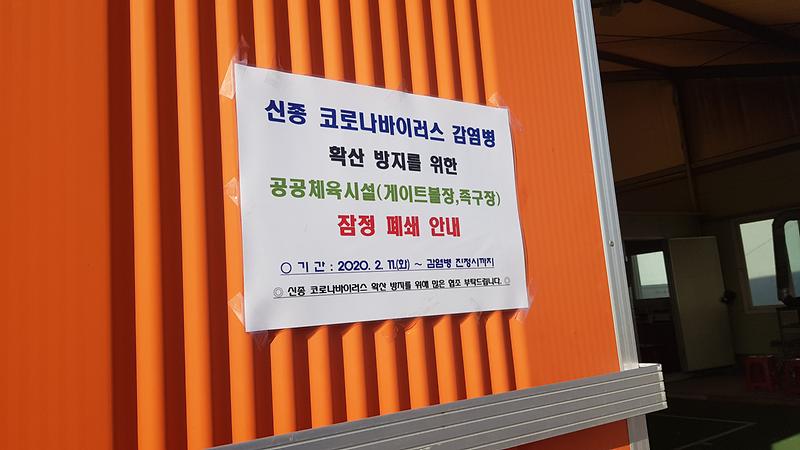 신종 코로나바이러스 감염병
확산 방지를 위한
공공체육시설(게이트볼장,족구장)
잠정 폐쇄 안내
○ 기 간 : 2020. 2. 11.(화) ~ 감염병 진정시까지
◎ 신종 코로나바이러스 확산 방지를 위해 많은 협조 부탁드립니다. ◎